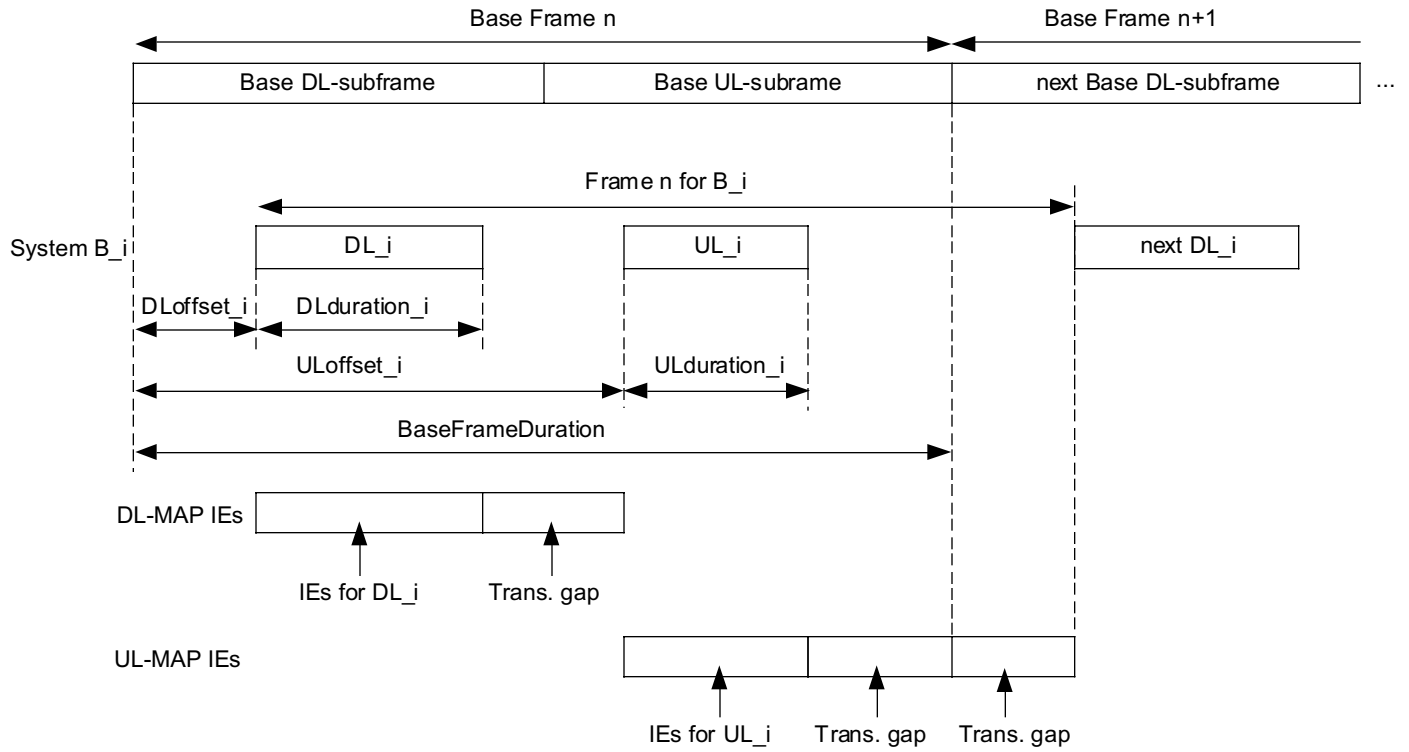 Base Frame n
Base Frame n+1
Base DL-subframe
Base UL-subrame
next Base DL-subframe
...
Frame n for B_i
System B_i
DL_i
UL_i
next DL_i
DLoffset_i
DLduration_i
ULoffset_i
ULduration_i
BaseFrameDuration
DL-MAP IEs
IEs for DL_i
Trans. gap
UL-MAP IEs
IEs for UL_i
Trans. gap
Trans. gap